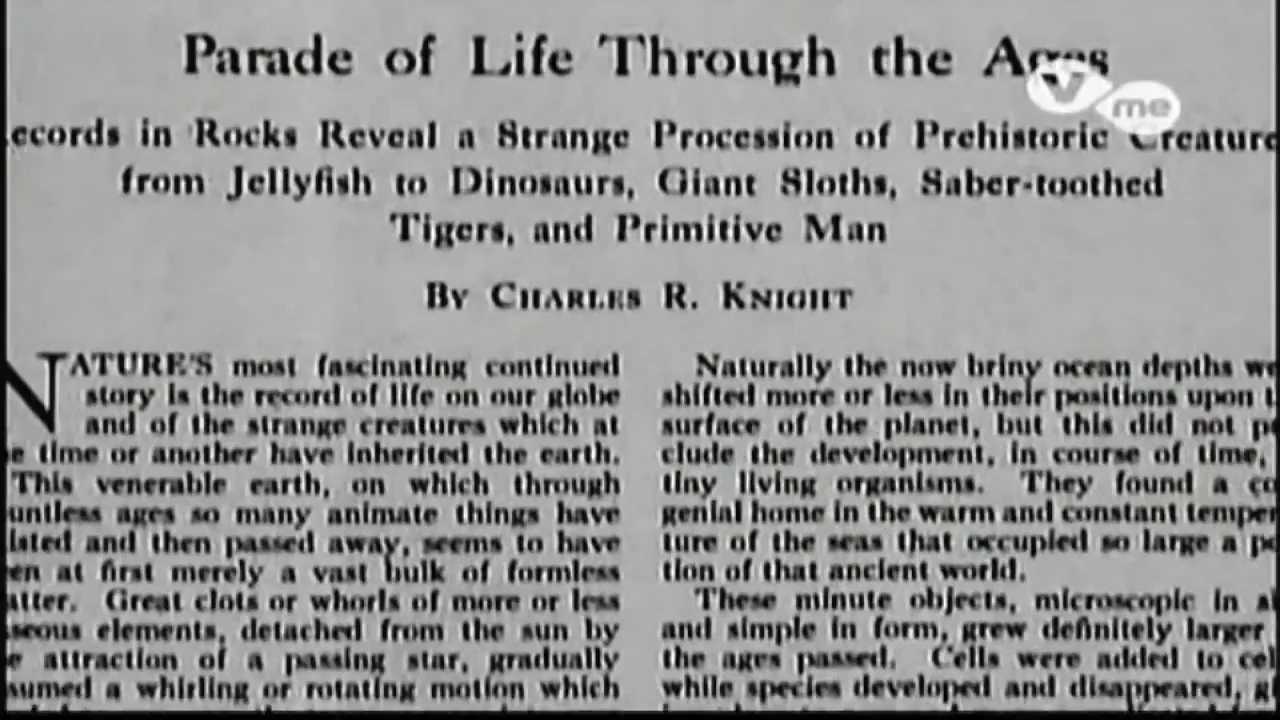 Parade of Life Through the Ages
V me
ecords in Rocks Reveal a Strange Procession of Prehistoric Creature
from Jellyfish to Dinosaurs, Giant Sloths, Saber-toothed
Tigers, and Primitive Man
By Charles R. Knight
NATURE'S most fascinating continued
story is the record of life on our globe
and of the strange creatures which at
e time or another have inherited the earth.
This venerable earth, on which through
untless ages so many animate things have
isted and then passed away, seems to have
en at first merely a vast bulk of formless
atter. Great clots or whorls of more or less
seous elements, detached from the sun by
e attraction of a passing star, gradually
sumed a whirling or rotating motion which
Naturally the now briny ocean depths we
shifted more or less in their positions upon t
surface of the planet, but this did not p
clude the development, in course of time,
tiny living organisms. They found a co
genial home in the warm and constant temper
ture of the seas that occupied so large a po
tion of that ancient world.
These minute objects, microscopic in si
and simple in form, grew definitely larger
the ages passed. Cells were added to cel
while species developed and disappeared, gi